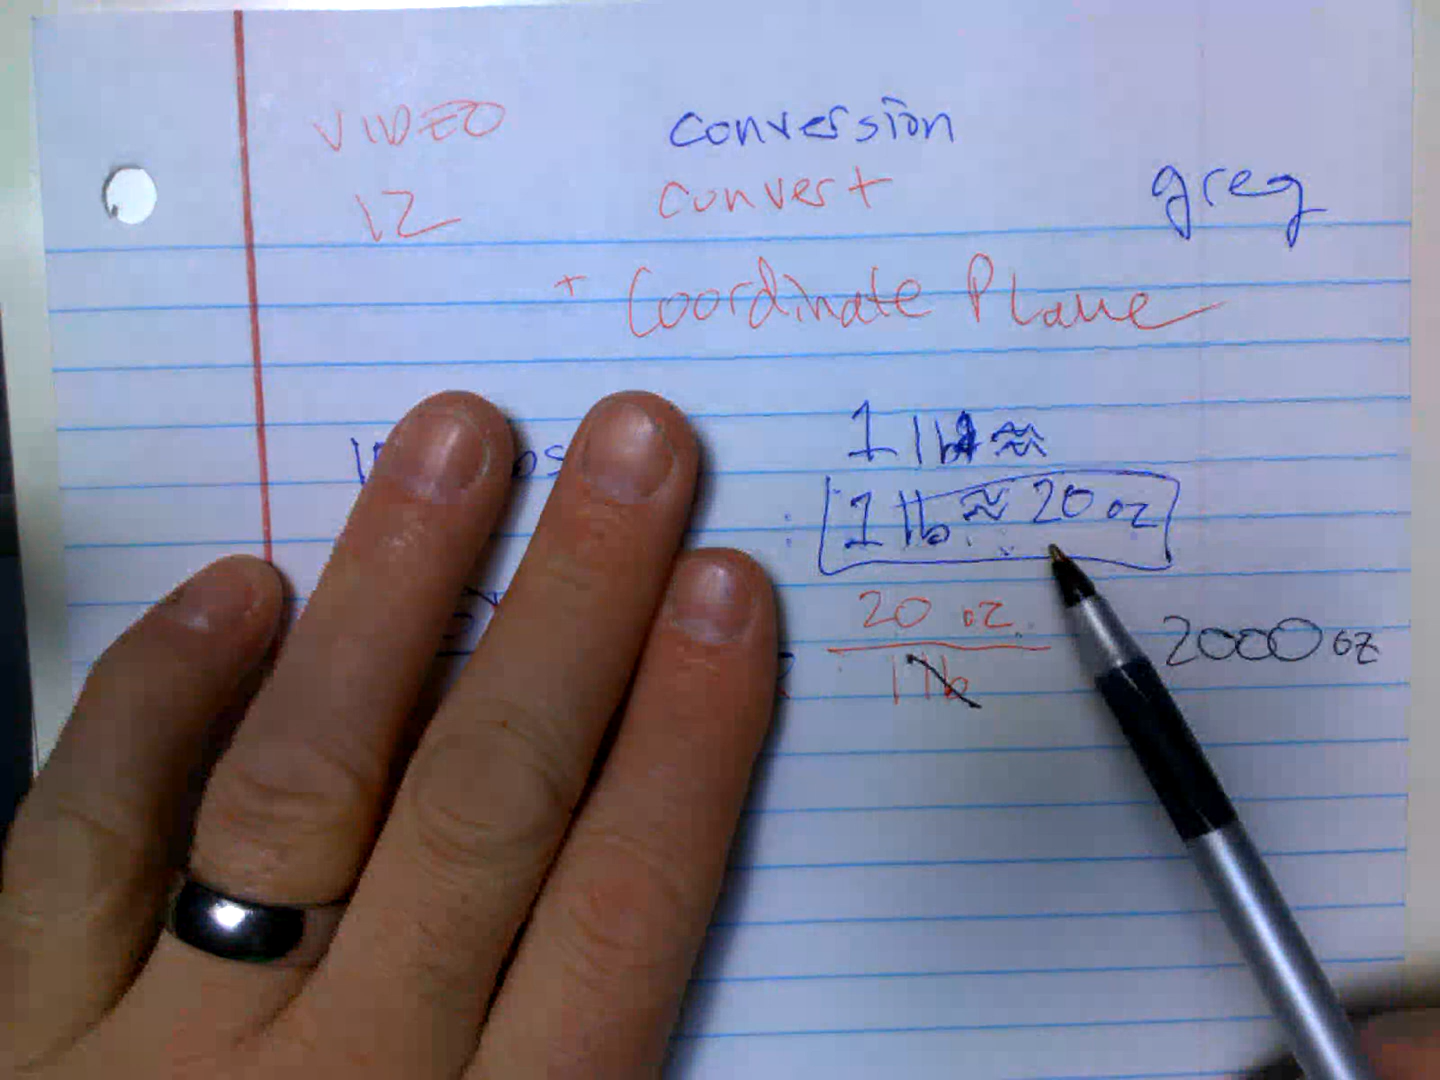 VIDEO
12
conversion
convert
greg
+ Coordinate Plane
1 lb ≈
1 lb ≈ 20 oz
20 oz
1 lb
2000 oz